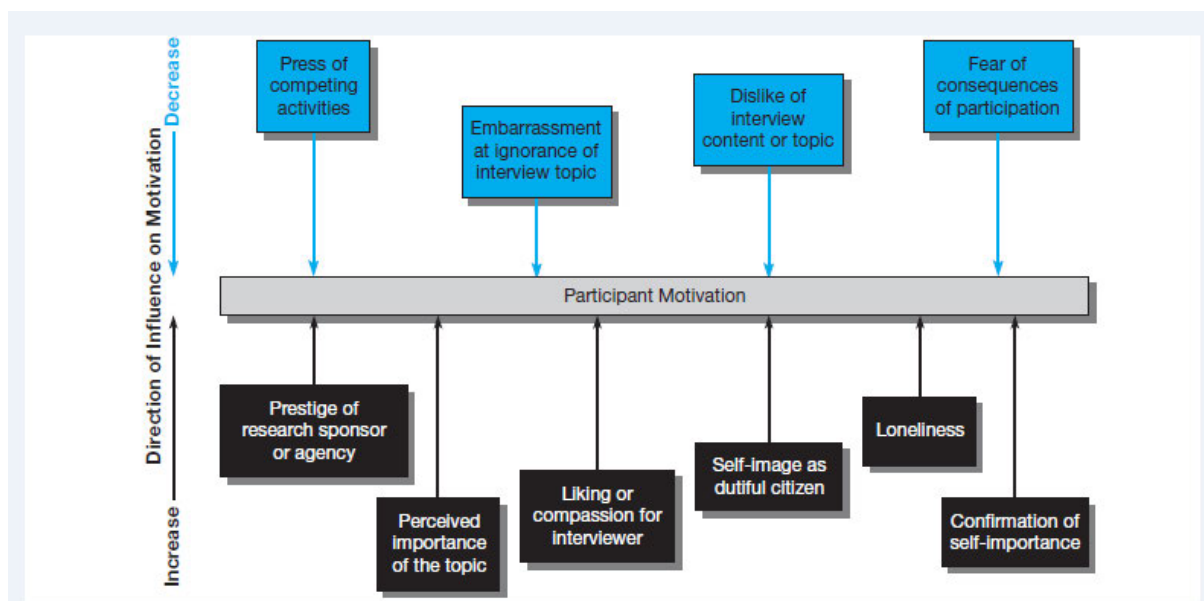 Direction of Influence on Motivation
Decrease
Increase
Press of
competing
activities
Embarrassment
at ignorance of
interview topic
Dislike of
interview
content or topic
Fear of
consequences
of participation
Participant Motivation
Prestige of
research sponsor
or agency
Perceived
importance
of the topic
Liking or
compassion for
interviewer
Self-image as
dutiful citizen
Loneliness
Confirmation of
self-importance